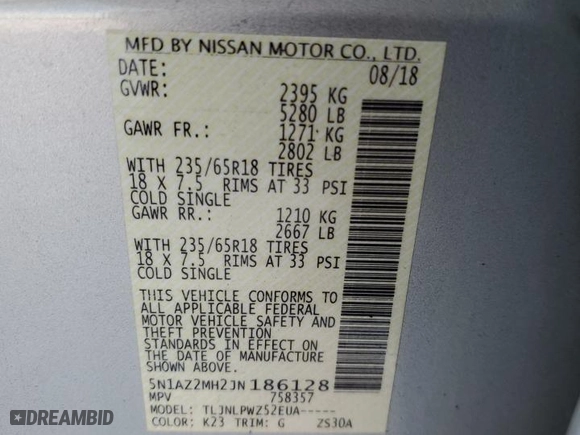 MFD BY NISSAN MOTOR CO., LTD.
DATE: 08/18
GVWR: 2395 KG
5280 LB
GAWR FR.: 1271 KG
2802 LB
WITH 235/65R18 TIRES
18 X 7.5 RIMS AT 33 PSI
COLD SINGLE
GAWR RR.: 1210 KG
2667 LB
WITH 235/65R18 TIRES
18 X 7.5 RIMS AT 33 PSI
COLD SINGLE
THIS VEHICLE CONFORMS TO
ALL APPLICABLE FEDERAL
MOTOR VEHICLE SAFETY AND
THEFT PREVENTION
STANDARDS IN EFFECT ON
THE DATE OF MANUFACTURE
SHOWN ABOVE.
5N1AZ2MH2JN186128
MPV 758357
MODEL: TLJNLPWZ52EUA-----
COLOR: K23 TRIM: G ZS30A
DREAMBID